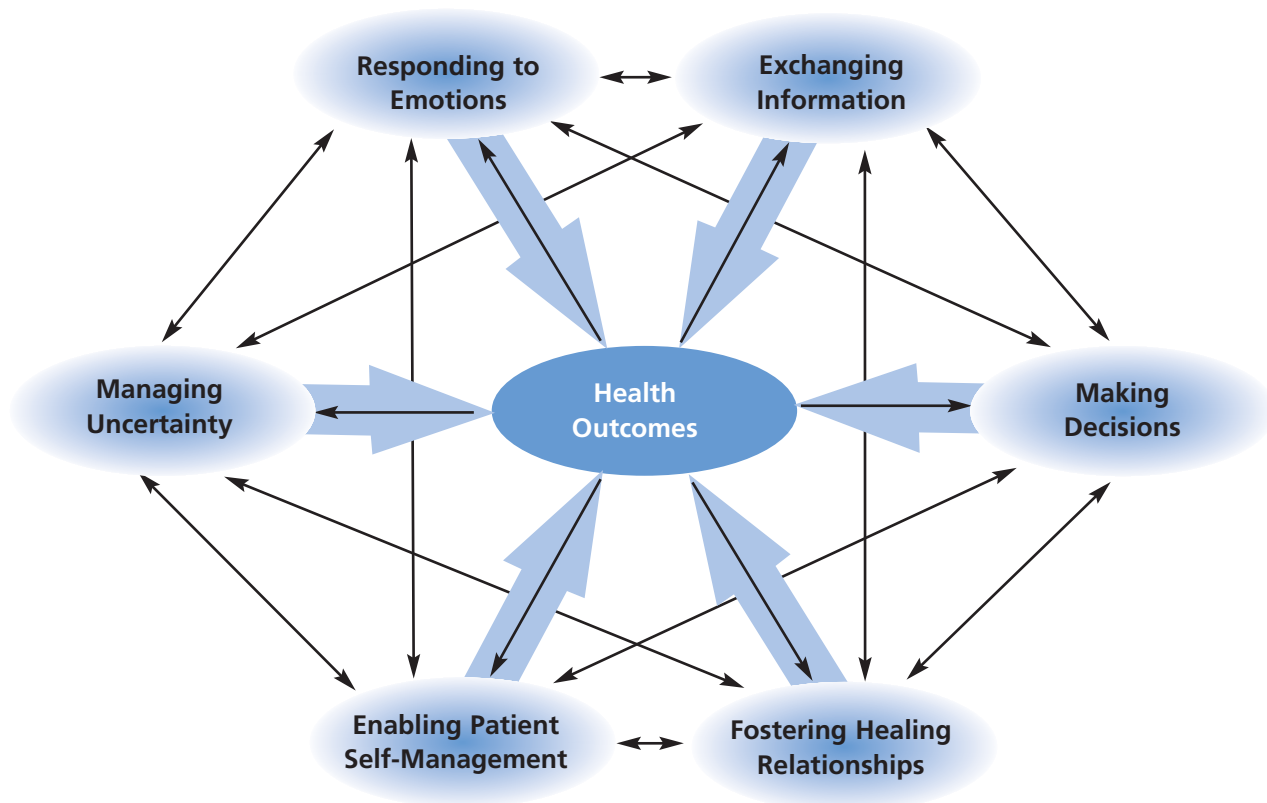 Responding to
Emotions
Exchanging
Information
Managing
Uncertainty
Health
Outcomes
Making
Decisions
Enabling Patient
Self-Management
Fostering Healing
Relationships